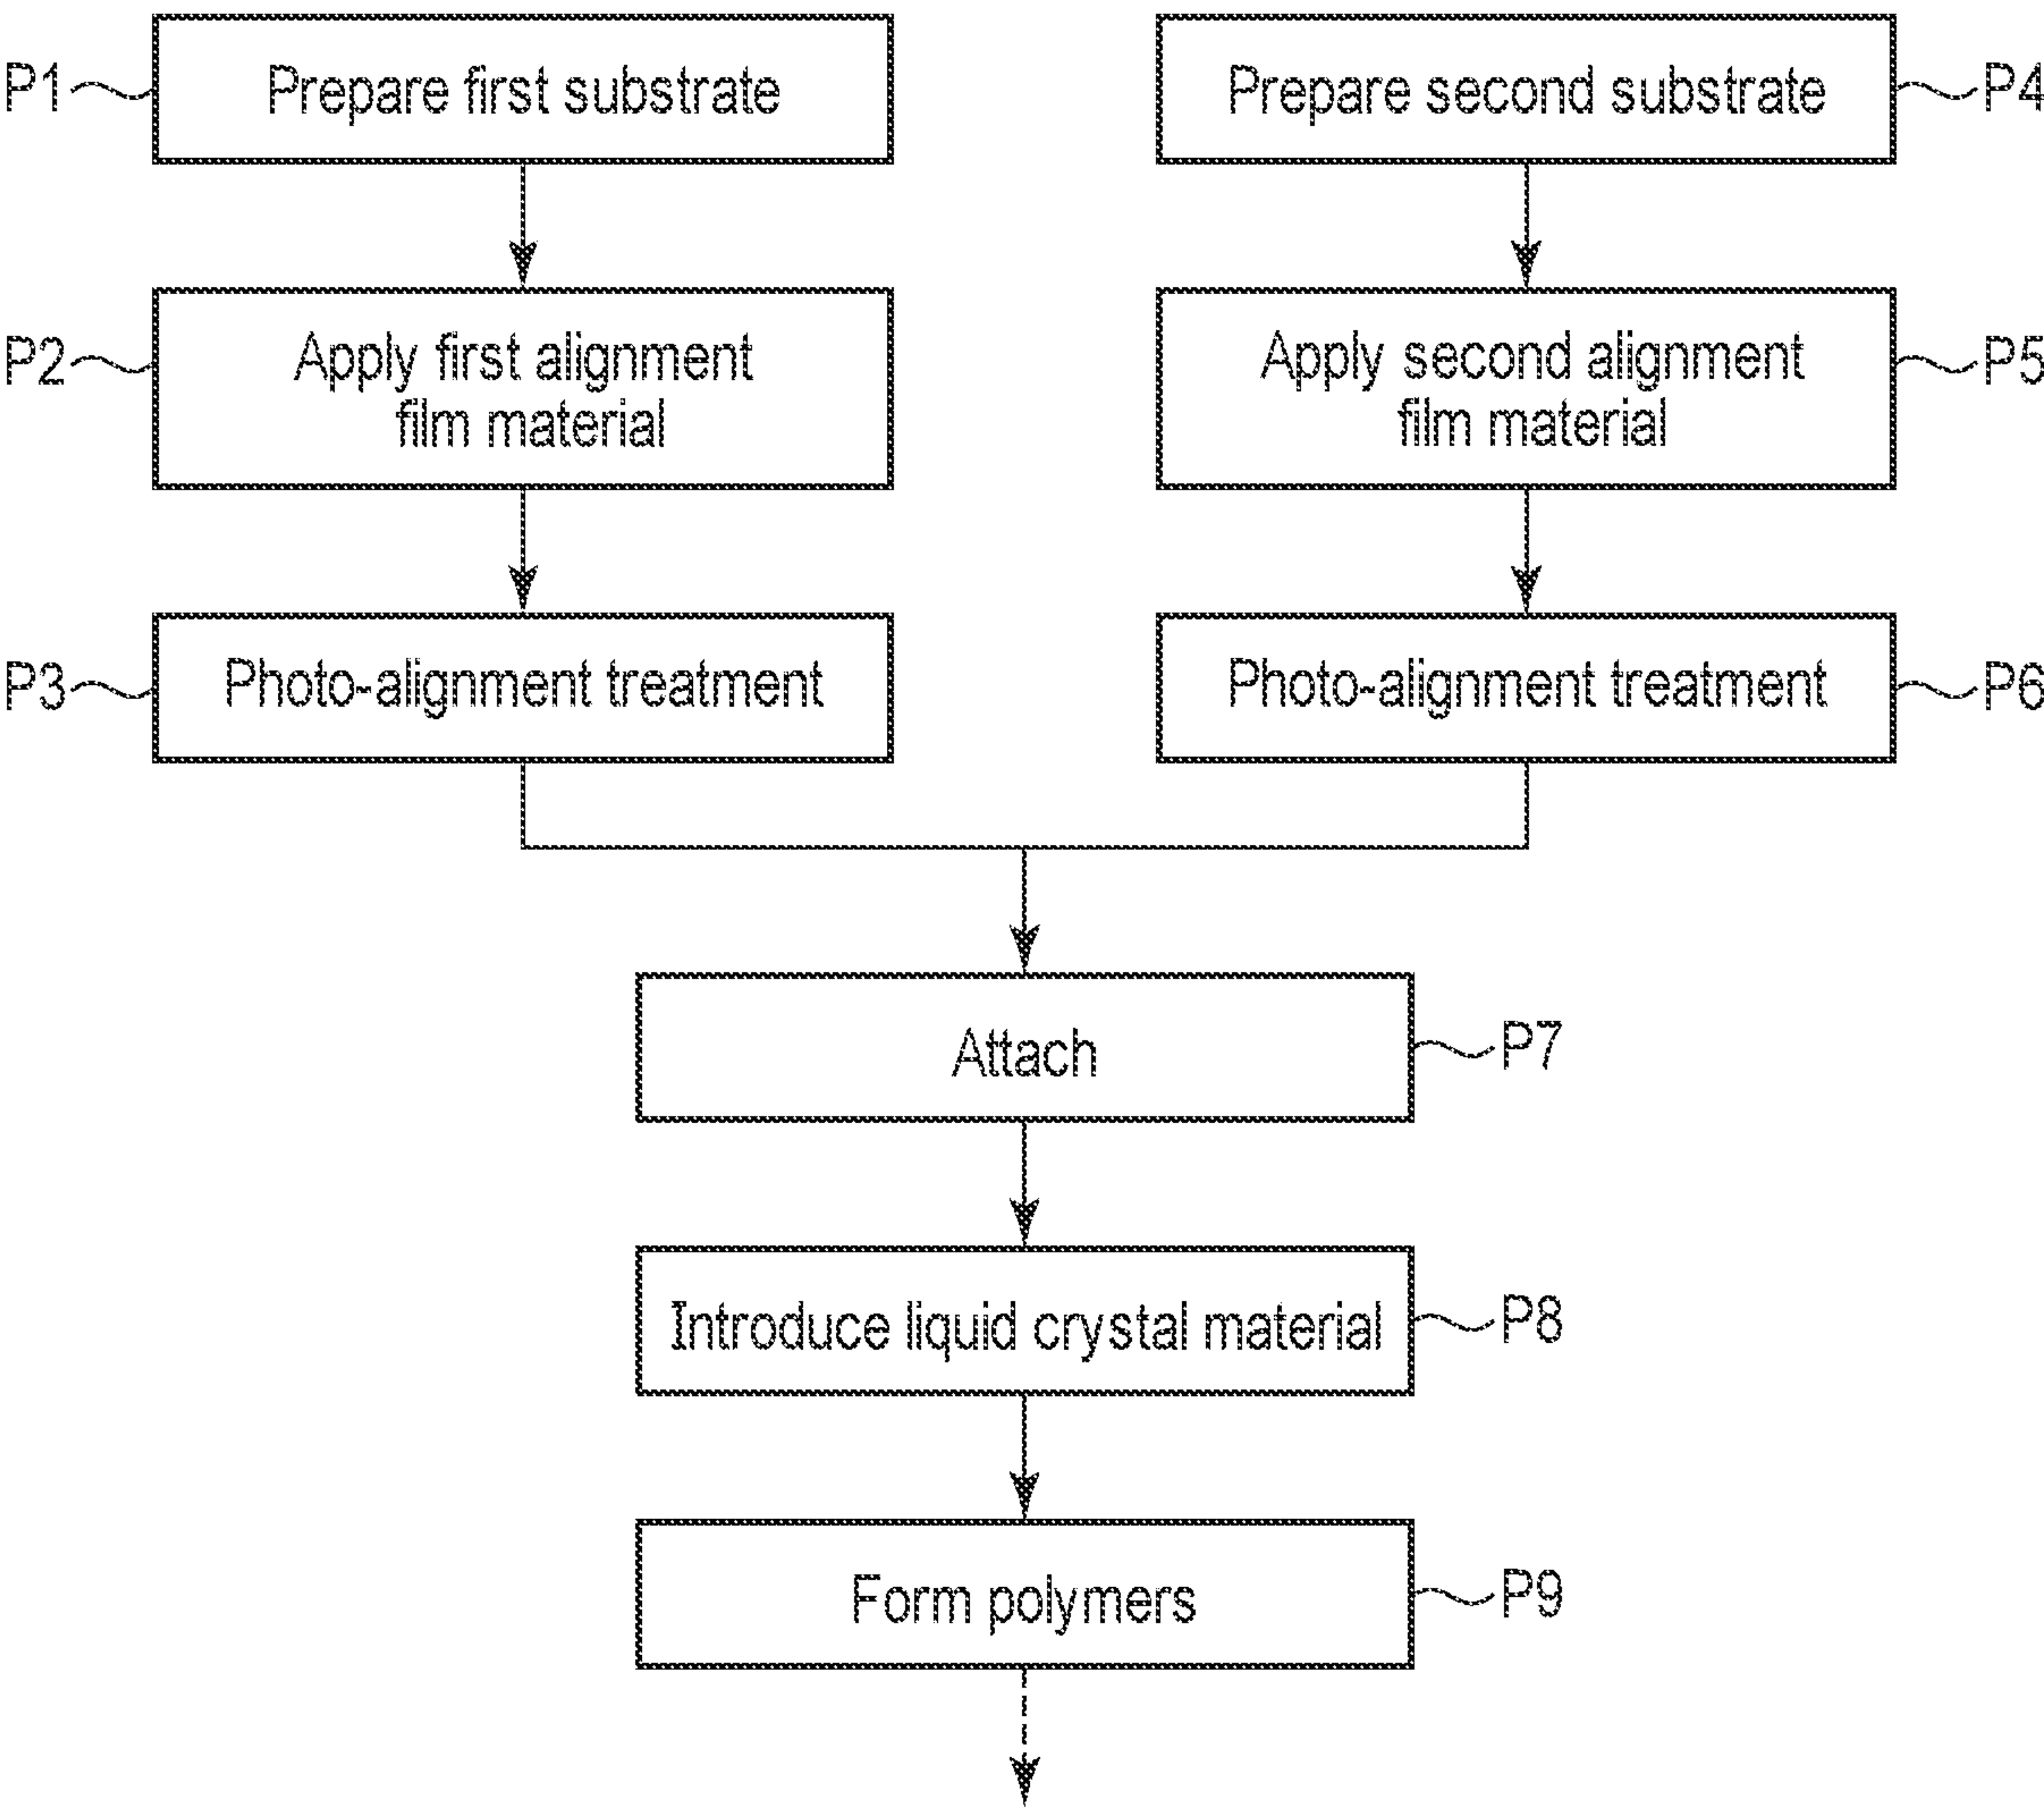 P1
Prepare first substrate
Prepare second substrate
P4
P2
Apply first alignment
film material
Apply second alignment
film material
P5
P3
Photo-alignment treatment
Photo-alignment treatment
P6
Attach
P7
Introduce liquid crystal material
P8
Form polymers
P9